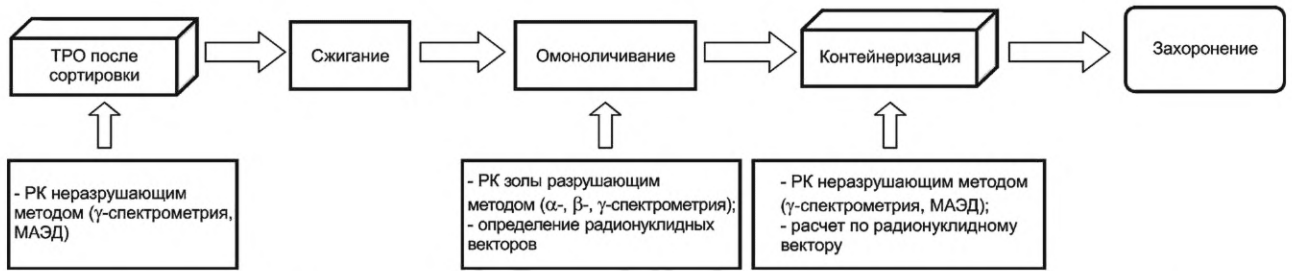 ТРО после
сортировки
Сжигание
Омоноличивание
Контейнеризация
Захоронение
- РК неразрушающим
методом (γ-спектрометрия,
МАЭД)
- РК золы разрушающим
методом (α-, β-, γ-спектрометрия);
- определение радионуклидных
векторов
- РК неразрушающим методом
(γ-спектрометрия, МАЭД);
- расчет по радионуклидному
вектору